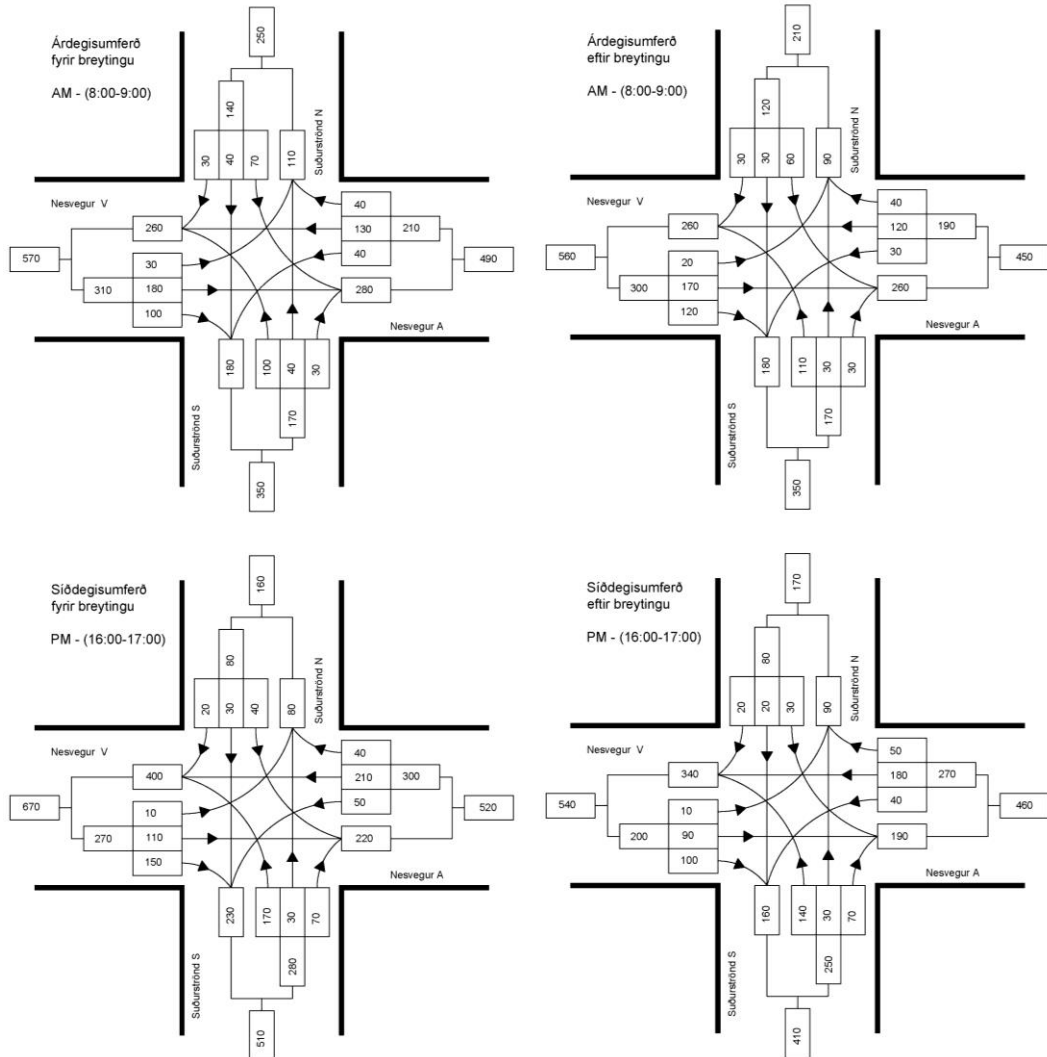 Árdegisumferð
fyrir breytingu
AM - (8:00-9:00)
250
140
30 40 70
110
Suðurströnd N
Nesvegur V
260
570
310
30
180
100
40
130
40
210
280
490
Nesvegur A
180
100 40 30
170
Suðurströnd S
350
Árdegisumferð
eftir breytingu
AM - (8:00-9:00)
210
120
30 30 60
90
Suðurströnd N
Nesvegur V
260
560
300
20
170
120
40
120
30
190
260
450
Nesvegur A
180
110 30 30
170
Suðurströnd S
350
Síðdegisumferð
fyrir breytingu
PM - (16:00-17:00)
160
80
20 30 40
80
Suðurströnd N
Nesvegur V
400
670
270
10
110
150
40
210
50
300
220
520
Nesvegur A
230
170 30 70
280
Suðurströnd S
510
Síðdegisumferð
eftir breytingu
PM - (16:00-17:00)
170
80
20 20 30
90
Suðurströnd N
Nesvegur V
340
540
200
10
90
100
50
180
40
270
190
460
Nesvegur A
160
140 30 70
250
Suðurströnd S
410